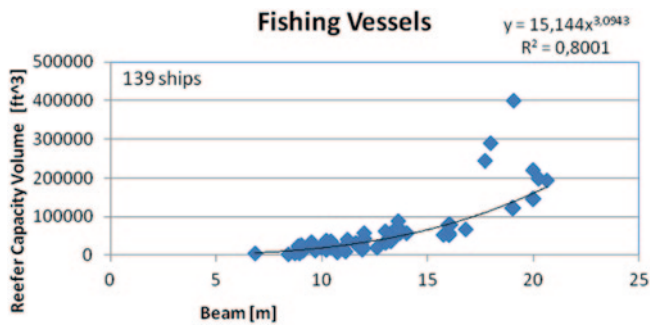 Fishing Vessels
y = 15,144x^3,0943
R² = 0,8001
139 ships
Reefer Capacity Volume [ft^3]
500000
400000
300000
200000
100000
0
0 5 10 15 20 25
Beam [m]